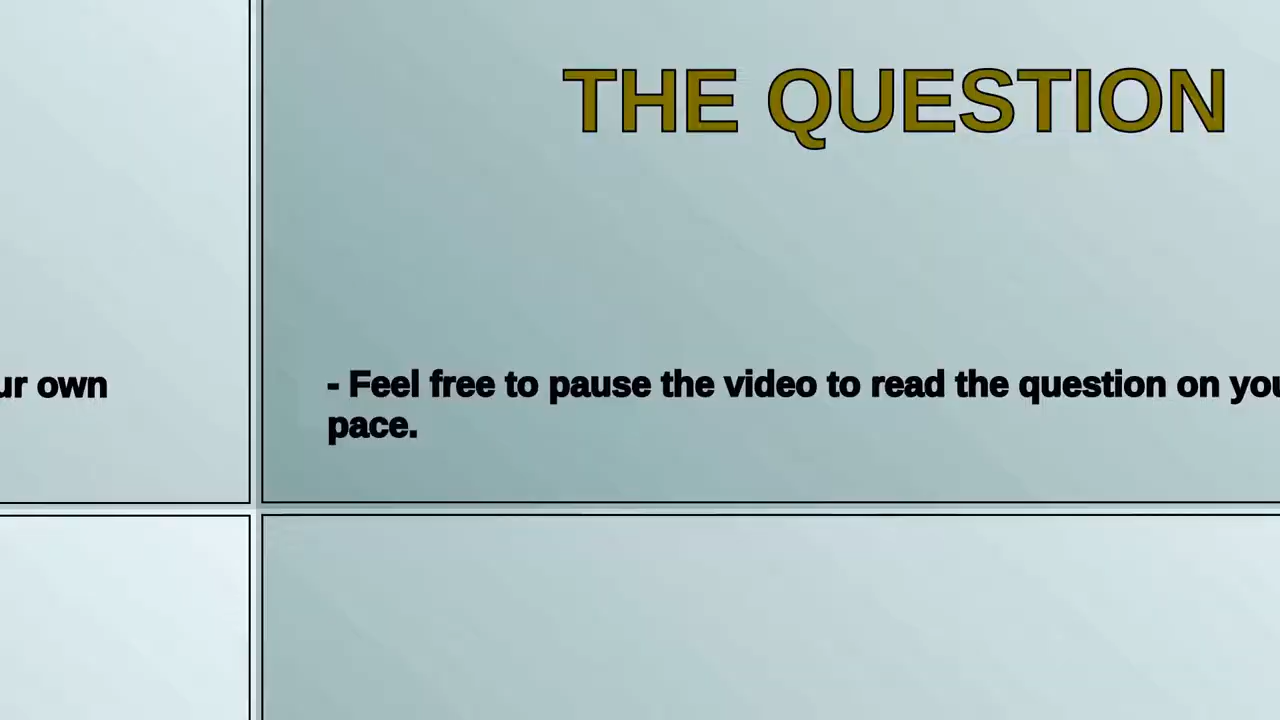 THE QUESTION
ur own
- Feel free to pause the video to read the question on you
pace.